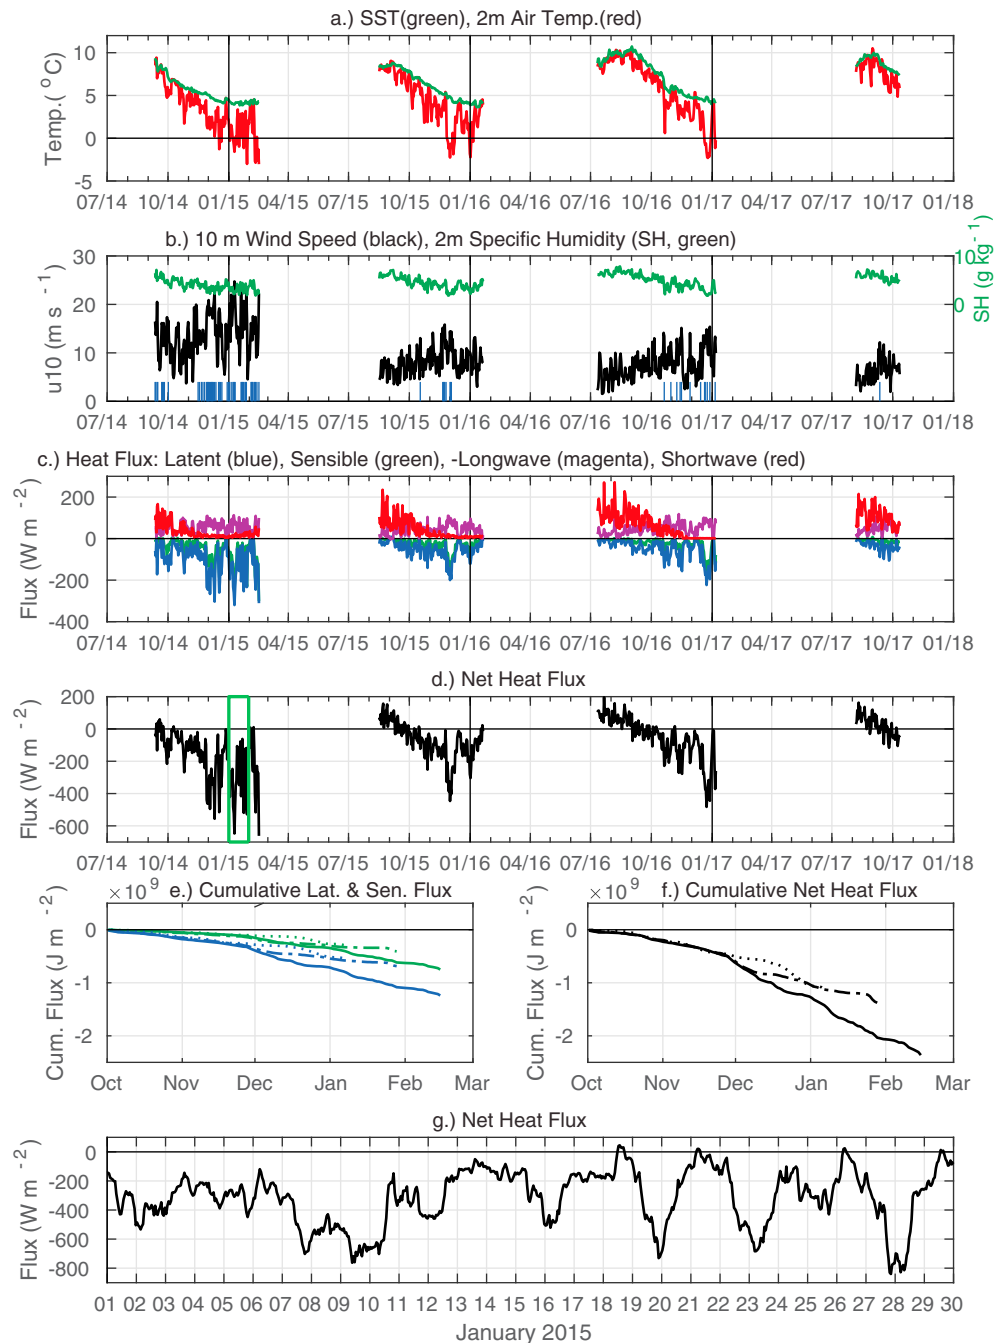 a.) SST(green), 2m Air Temp.(red)
Temp.( °C)
10
5
0
-5
07/14 10/14 01/15 04/15 07/15 10/15 01/16 04/16 07/16 10/16 01/17 04/17 07/17 10/17 01/18
b.) 10 m Wind Speed (black), 2m Specific Humidity (SH, green)
u10 (m s -1)
30
20
10
0
10
0
SH (g kg-1)
07/14 10/14 01/15 04/15 07/15 10/15 01/16 04/16 07/16 10/16 01/17 04/17 07/17 10/17 01/18
c.) Heat Flux: Latent (blue), Sensible (green), -Longwave (magenta), Shortwave (red)
Flux (W m -2)
200
0
-200
-400
07/14 10/14 01/15 04/15 07/15 10/15 01/16 04/16 07/16 10/16 01/17 04/17 07/17 10/17 01/18
d.) Net Heat Flux
Flux (W m -2)
200
0
-200
-400
-600
07/14 10/14 01/15 04/15 07/15 10/15 01/16 04/16 07/16 10/16 01/17 04/17 07/17 10/17 01/18
×10 9
e.) Cumulative Lat. & Sen. Flux
Cum. Flux (J m -2)
0
-1
-2
Oct Nov Dec Jan Feb Mar
×10 9
f.) Cumulative Net Heat Flux
Cum. Flux (J m -2)
0
-1
-2
Oct Nov Dec Jan Feb Mar
g.) Net Heat Flux
Flux (W m -2)
0
-200
-400
-600
-800
01 02 03 04 05 06 07 08 09 10 11 12 13 14 15 16 17 18 19 20 21 22 23 24 25 26 27 28 29 30
January 2015